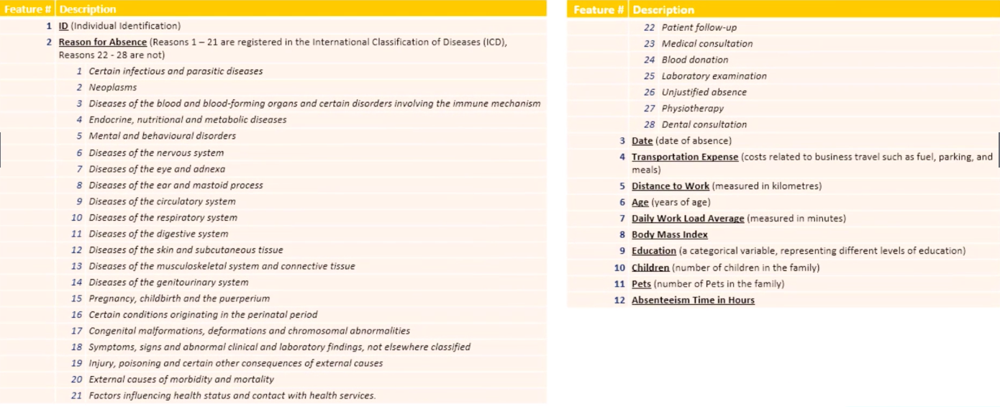 Feature # Description
1 ID (Individual Identification)
2 Reason for Absence (Reasons 1 – 21 are registered in the International Classification of Diseases (ICD),
Reasons 22 - 28 are not)
1 Certain infectious and parasitic diseases
2 Neoplasms
3 Diseases of the blood and blood-forming organs and certain disorders involving the immune mechanism
4 Endocrine, nutritional and metabolic diseases
5 Mental and behavioural disorders
6 Diseases of the nervous system
7 Diseases of the eye and adnexa
8 Diseases of the ear and mastoid process
9 Diseases of the circulatory system
10 Diseases of the respiratory system
11 Diseases of the digestive system
12 Diseases of the skin and subcutaneous tissue
13 Diseases of the musculoskeletal system and connective tissue
14 Diseases of the genitourinary system
15 Pregnancy, childbirth and the puerperium
16 Certain conditions originating in the perinatal period
17 Congenital malformations, deformations and chromosomal abnormalities
18 Symptoms, signs and abnormal clinical and laboratory findings, not elsewhere classified
19 Injury, poisoning and certain other consequences of external causes
20 External causes of morbidity and mortality
21 Factors influencing health status and contact with health services.
Feature # Description
22 Patient follow-up
23 Medical consultation
24 Blood donation
25 Laboratory examination
26 Unjustified absence
27 Physiotherapy
28 Dental consultation
3 Date (date of absence)
4 Transportation Expense (costs related to business travel such as fuel, parking, and
meals)
5 Distance to Work (measured in kilometres)
6 Age (years of age)
7 Daily Work Load Average (measured in minutes)
8 Body Mass Index
9 Education (a categorical variable, representing different levels of education)
10 Children (number of children in the family)
11 Pets (number of Pets in the family)
12 Absenteeism Time in Hours